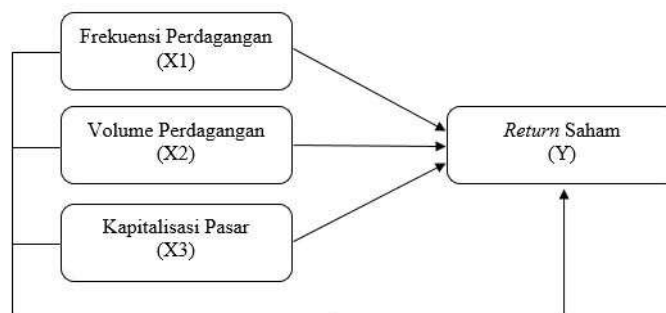 Frekuensi Perdagangan
(X1)
Volume Perdagangan
(X2)
Return Saham
(Y)
Kapitalisasi Pasar
(X3)